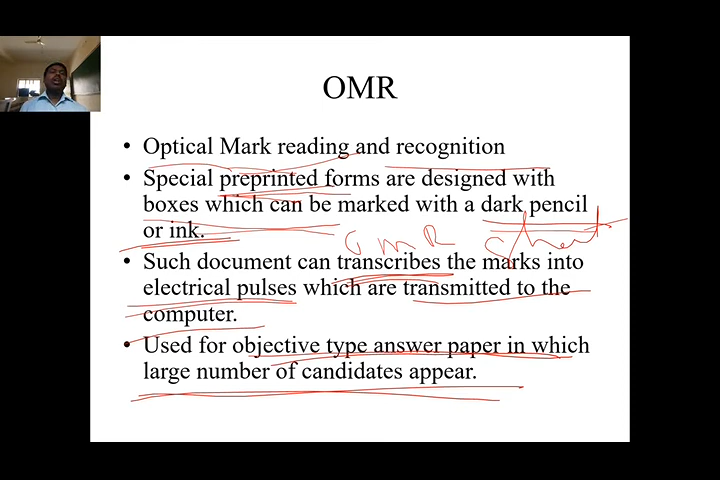 OMR
• Optical Mark reading and recognition
• Special preprinted forms are designed with
boxes which can be marked with a dark pencil
or ink.
OMR Sheet
• Such document can transcribes the marks into
electrical pulses which are transmitted to the
computer.
• Used for objective type answer paper in which
large number of candidates appear.